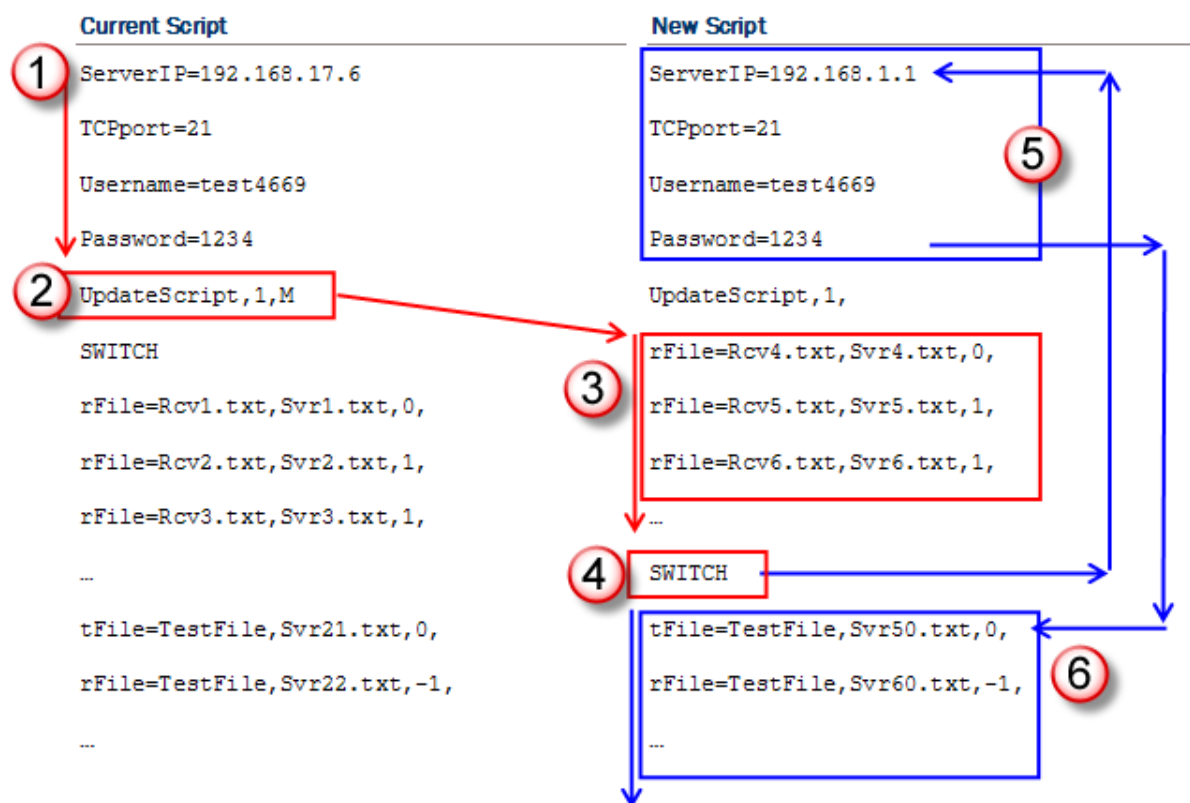 Current Script
1
ServerIP=192.168.17.6
TCPport=21
Username=test4669
Password=1234
2
UpdateScript,1,M
SWITCH
rFile=Rcv1.txt,Svr1.txt,0,
rFile=Rcv2.txt,Svr2.txt,1,
rFile=Rcv3.txt,Svr3.txt,1,
…
tFile=TestFile,Svr21.txt,0,
rFile=TestFile,Svr22.txt,-1,
…
New Script
ServerIP=192.168.1.1
TCPport=21
5
Username=test4669
Password=1234
UpdateScript,1,
3
rFile=Rcv4.txt,Svr4.txt,0,
rFile=Rcv5.txt,Svr5.txt,1,
rFile=Rcv6.txt,Svr6.txt,1,
…
4
SWITCH
tFile=TestFile,Svr50.txt,0,
rFile=TestFile,Svr60.txt,-1,
6
…